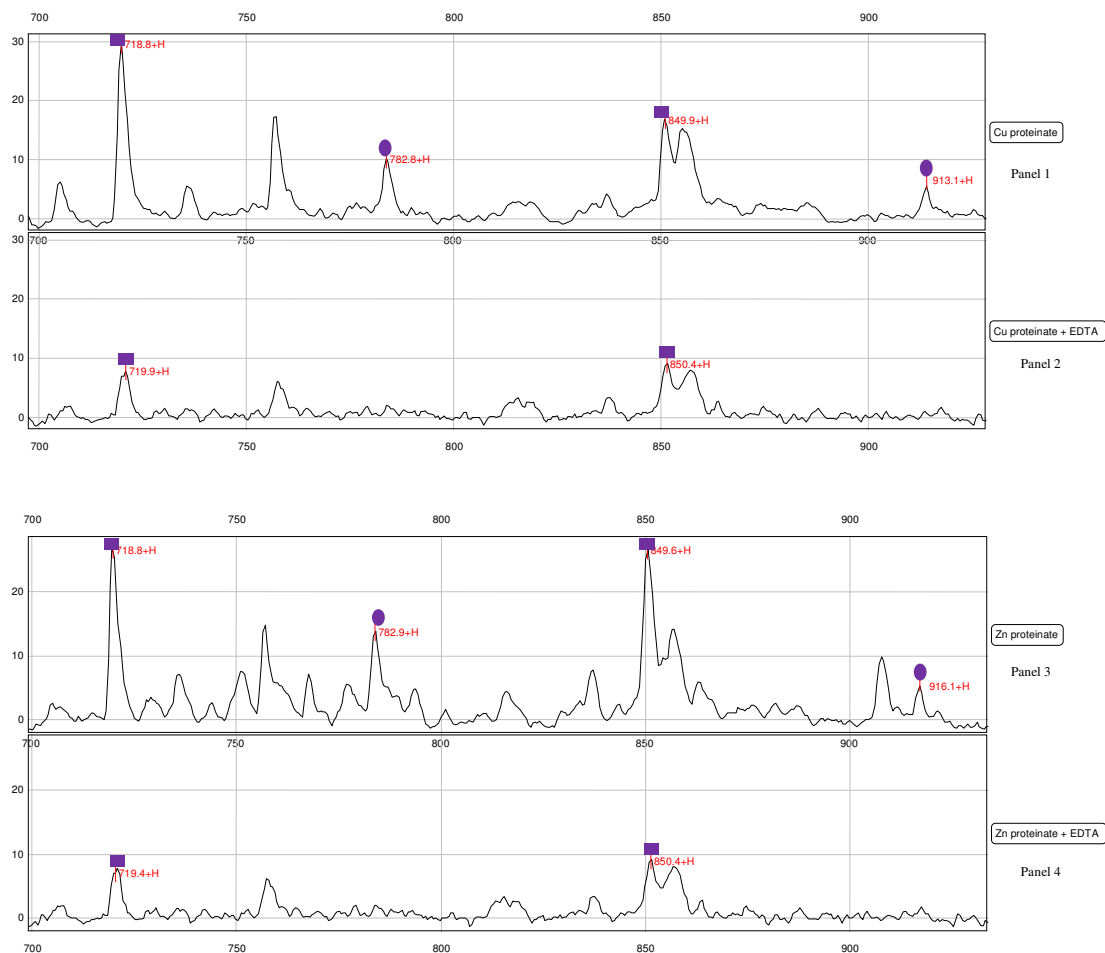 700 750 800 850 900
30
718.8+H
20
849.9+H
Cu proteinate
10
782.8+H
Panel 1
913.1+H
0
700 750 800 850 900
30
20
Cu proteinate + EDTA
10
719.9+H
850.4+H
Panel 2
0
700 750 800 850 900
700 750 800 850 900
718.8+H
849.6+H
20
Zn proteinate
782.9+H
10
Panel 3
916.1+H
0
700 750 800 850 900
20
Zn proteinate + EDTA
10
719.4+H
850.4+H
Panel 4
0
700 750 800 850 900